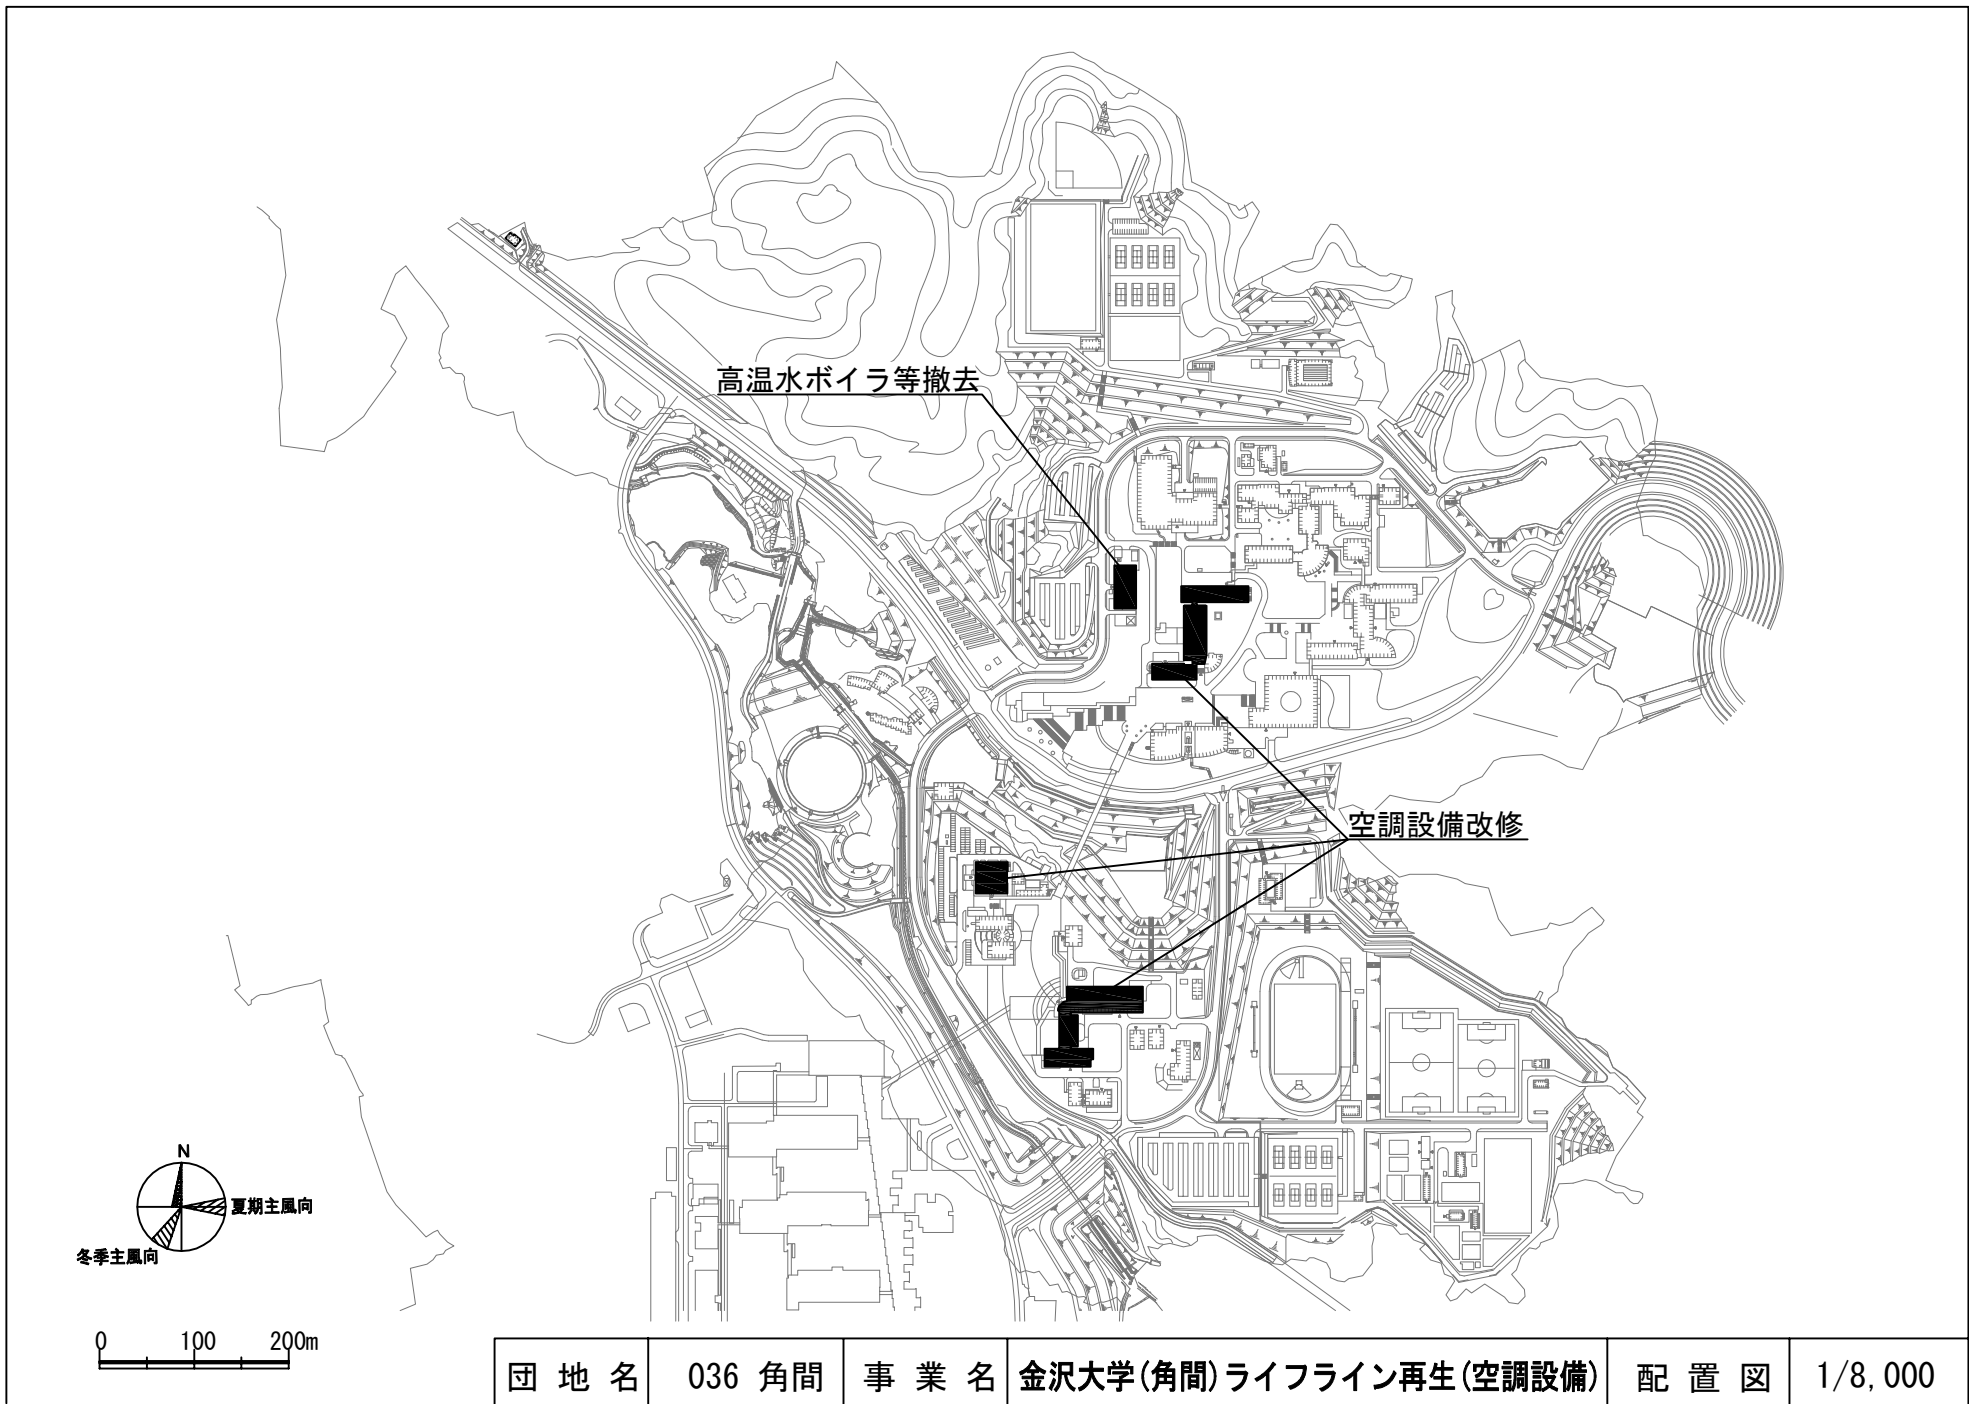 高温水ボイラ等撤去
空調設備改修
N
夏期主風向
冬季主風向
0 100 200m
団地名 036 角間 事業名 金沢大学(角間)ライフライン再生(空調設備) 配置図 1/8,000